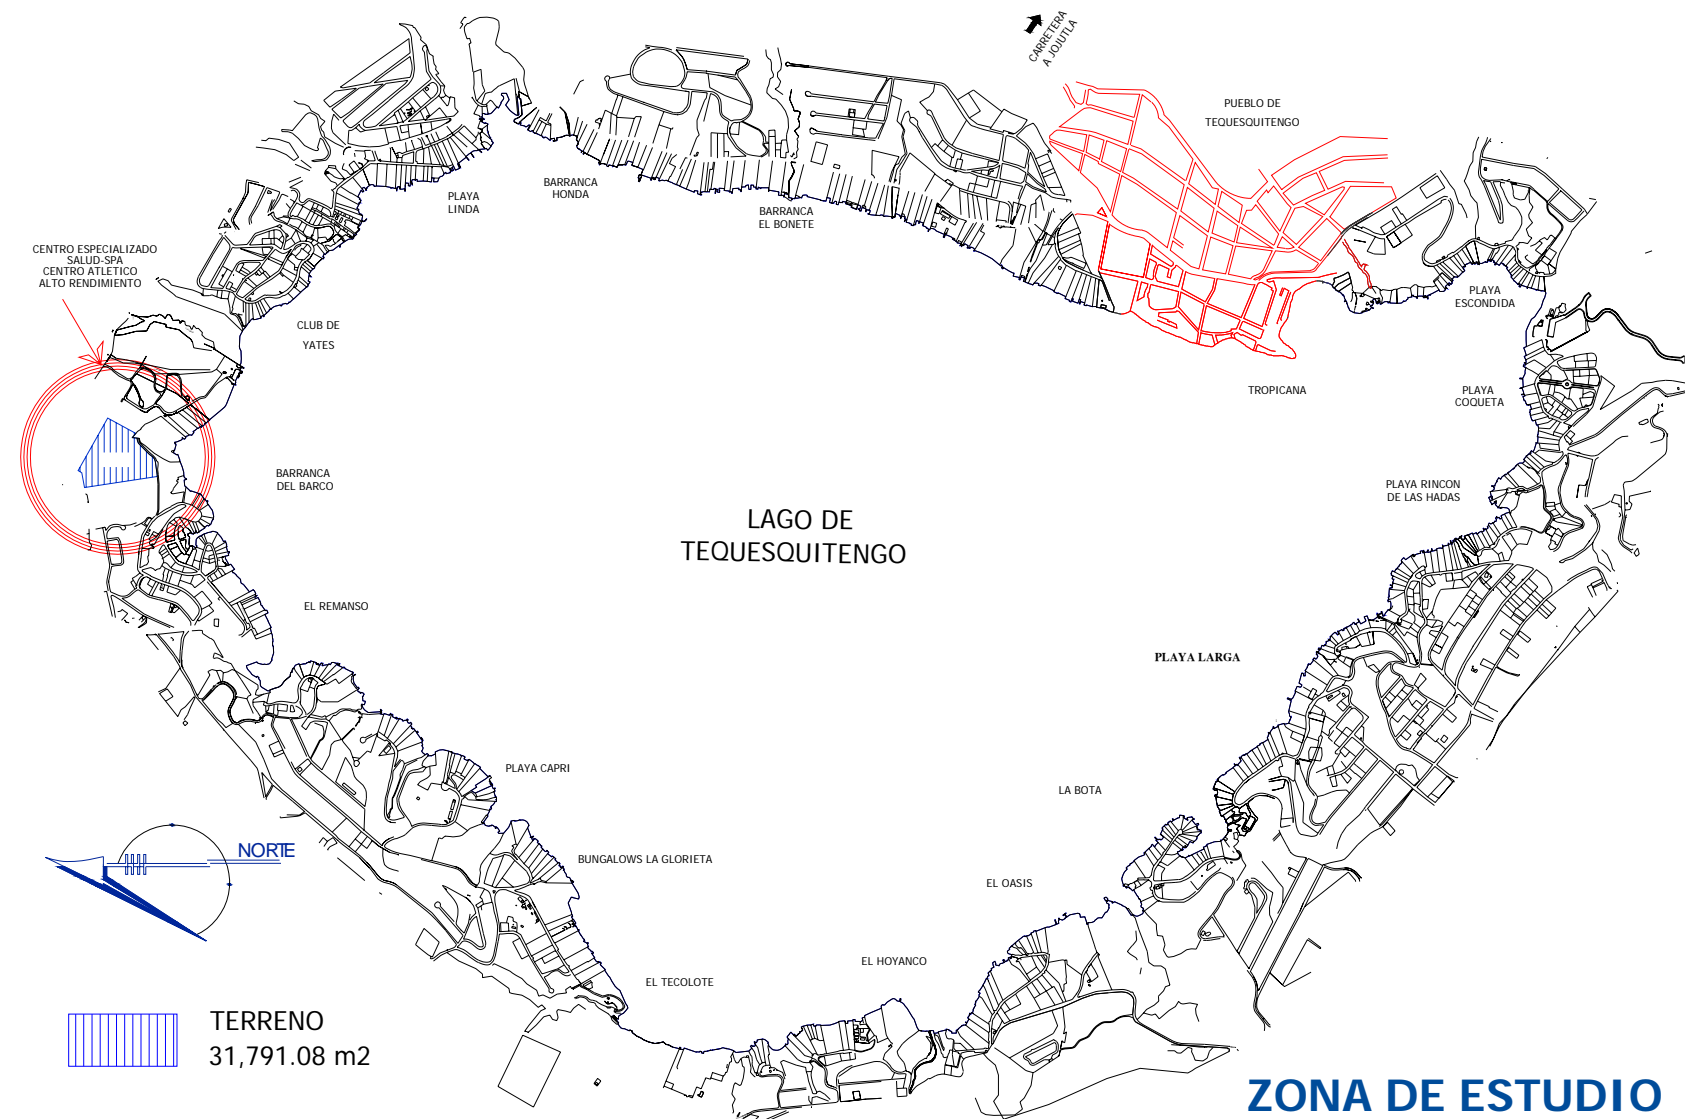 CARRETERA
A JOJUTLA
PUEBLO DE
TEQUESQUITENGO
PLAYA
LINDA
BARRANCA
HONDA
BARRANCA
EL BONETE
CENTRO ESPECIALIZADO
SALUD-SPA
CENTRO ATLETICO
ALTO RENDIMIENTO
PLAYA
ESCONDIDA
CLUB DE
YATES
TROPICANA
PLAYA
COQUETA
BARRANCA
DEL BARCO
PLAYA RINCON
DE LAS HADAS
LAGO DE
TEQUESQUITENGO
EL REMANSO
PLAYA LARGA
PLAYA CAPRI
LA BOTA
NORTE
BUNGALOWS LA GLORIETA
EL OASIS
EL HOYANCO
EL TECOLOTE
TERRENO
31,791.08 m2
ZONA DE ESTUDIO